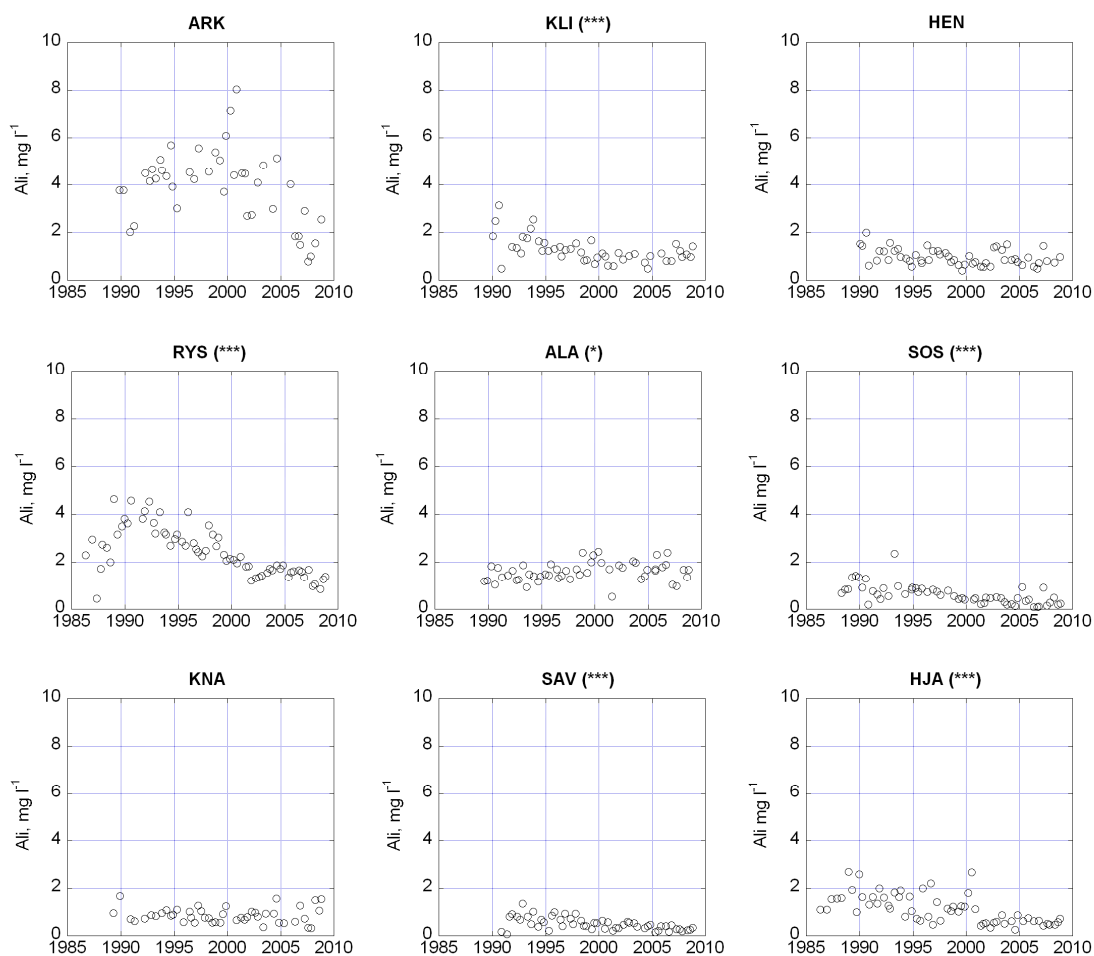 ARK KLI (***) HEN
10 10 10
8 8 8
6 6 6
Ali, mg l⁻¹ Ali, mg l⁻¹ Ali, mg l⁻¹
4 4 4
2 2 2
0 0 0
1985 1990 1995 2000 2005 2010 1985 1990 1995 2000 2005 2010 1985 1990 1995 2000 2005 2010
RYS (***) ALA (*) SOS (***)
10 10 10
8 8 8
6 6 6
Ali, mg l⁻¹ Ali, mg l⁻¹ Ali, mg l⁻¹
4 4 4
2 2 2
0 0 0
1985 1990 1995 2000 2005 2010 1985 1990 1995 2000 2005 2010 1985 1990 1995 2000 2005 2010
KNA SAV (***) HJA (***)
10 10 10
8 8 8
6 6 6
Ali, mg l⁻¹ Ali, mg l⁻¹ Ali mg l⁻¹
4 4 4
2 2 2
0 0 0
1985 1990 1995 2000 2005 2010 1985 1990 1995 2000 2005 2010 1985 1990 1995 2000 2005 2010